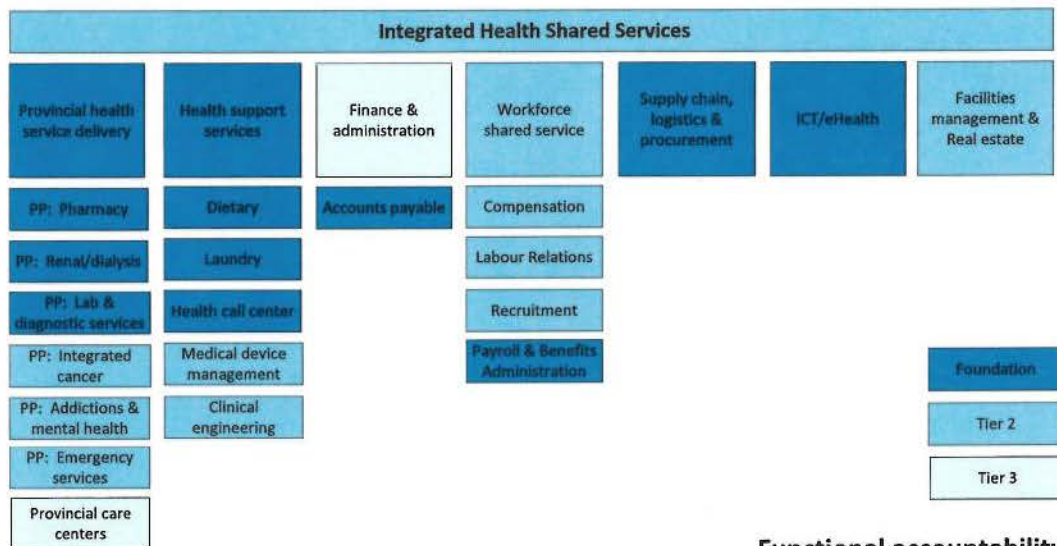 Integrated Health Shared Services
Provincial health
service delivery
Health support
services
Finance &
administration
Workforce
shared service
Supply chain,
logistics &
procurement
ICT/eHealth
Facilities
management &
Real estate
PP: Pharmacy
Dietary
Accounts payable
Compensation
PP: Renal/dialysis
Laundry
Labour Relations
PP: Lab &
diagnostic services
Health call center
Recruitment
PP: Integrated
cancer
Medical device
management
Payroll & Benefits
Administration
Foundation
PP: Addictions &
mental health
Clinical
engineering
Tier 2
PP: Emergency
services
Tier 3
Provincial care
centers
Functional accountability